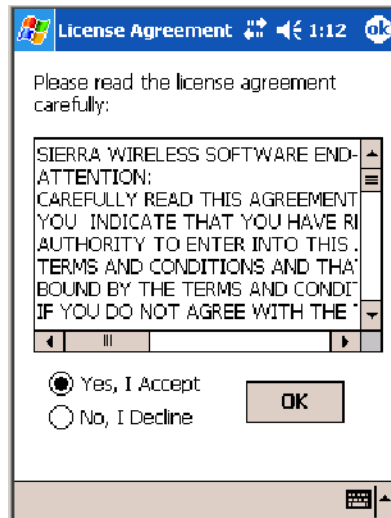 License Agreement 1:12 ok
Please read the license agreement
carefully:
SIERRA WIRELESS SOFTWARE END-
ATTENTION:
CAREFULLY READ THIS AGREEMENT
YOU INDICATE THAT YOU HAVE
AUTHORITY TO ENTER INTO THIS
TERMS AND CONDITIONS AND THAT
BOUND BY THE TERMS AND
IF YOU DO NOT AGREE WITH THE
Yes, I Accept
No, I Decline
OK